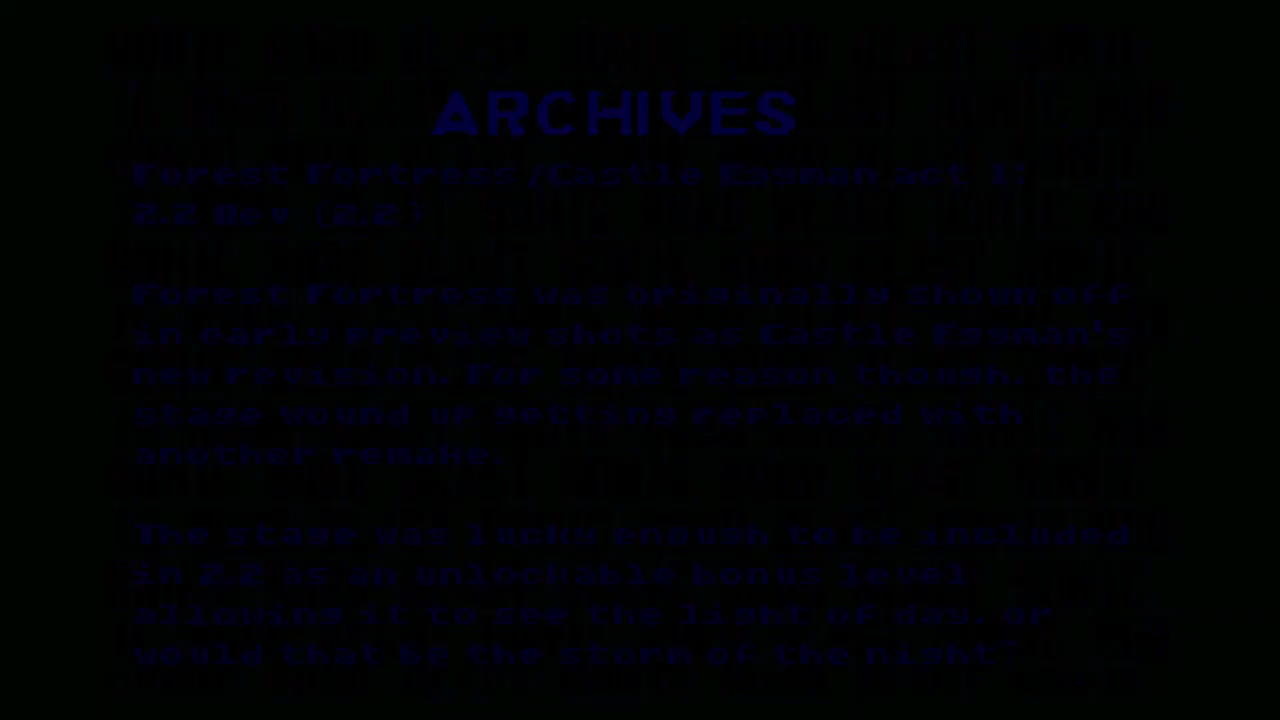 ARCHIVES
Forest Fortress/Castle Eggman act 1:
2.2 Dev (2.2)
Forest Fortress was originally shown off
in early preview shots as Castle Eggman's
new revision. For some reason though, the
stage wound up getting replaced with
another remake.
The stage was lucky enough to be included
in 2.2 as an unlockable bonus level
allowing it to see the light of day, or
would that be the storm of the night"